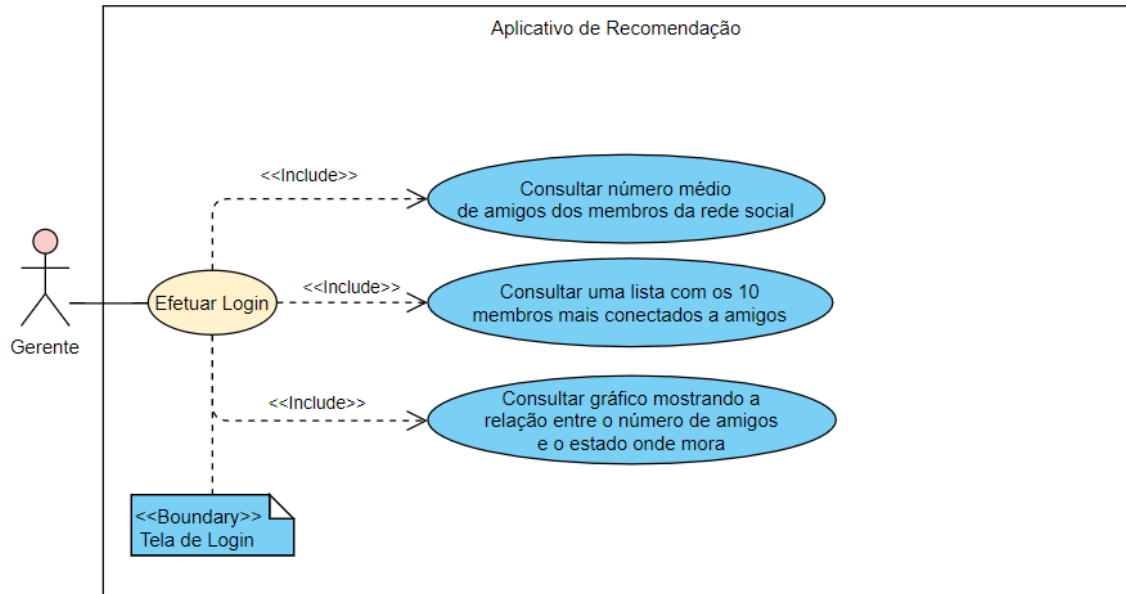 Aplicativo de Recomendação
<<Include>>
Consultar número médio
de amigos dos membros da rede social
Gerente
Efetuar Login
<<Include>>
Consultar uma lista com os 10
membros mais conectados a amigos
<<Include>>
Consultar gráfico mostrando a
relação entre o número de amigos
e o estado onde mora
<<Boundary>>
Tela de Login